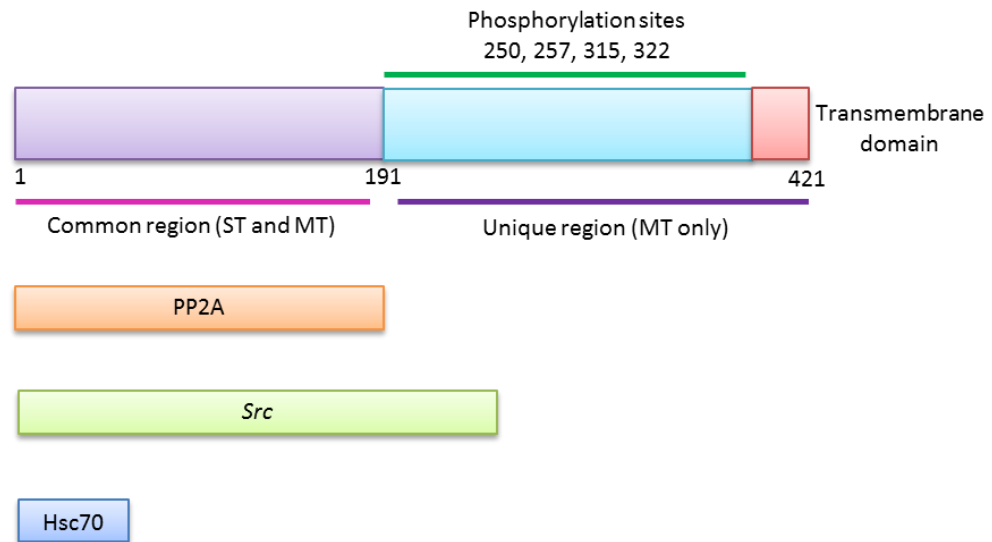 Phosphorylation sites
250, 257, 315, 322
Transmembrane
domain
1
191
421
Common region (ST and MT)
Unique region (MT only)
PP2A
Src
Hsc70